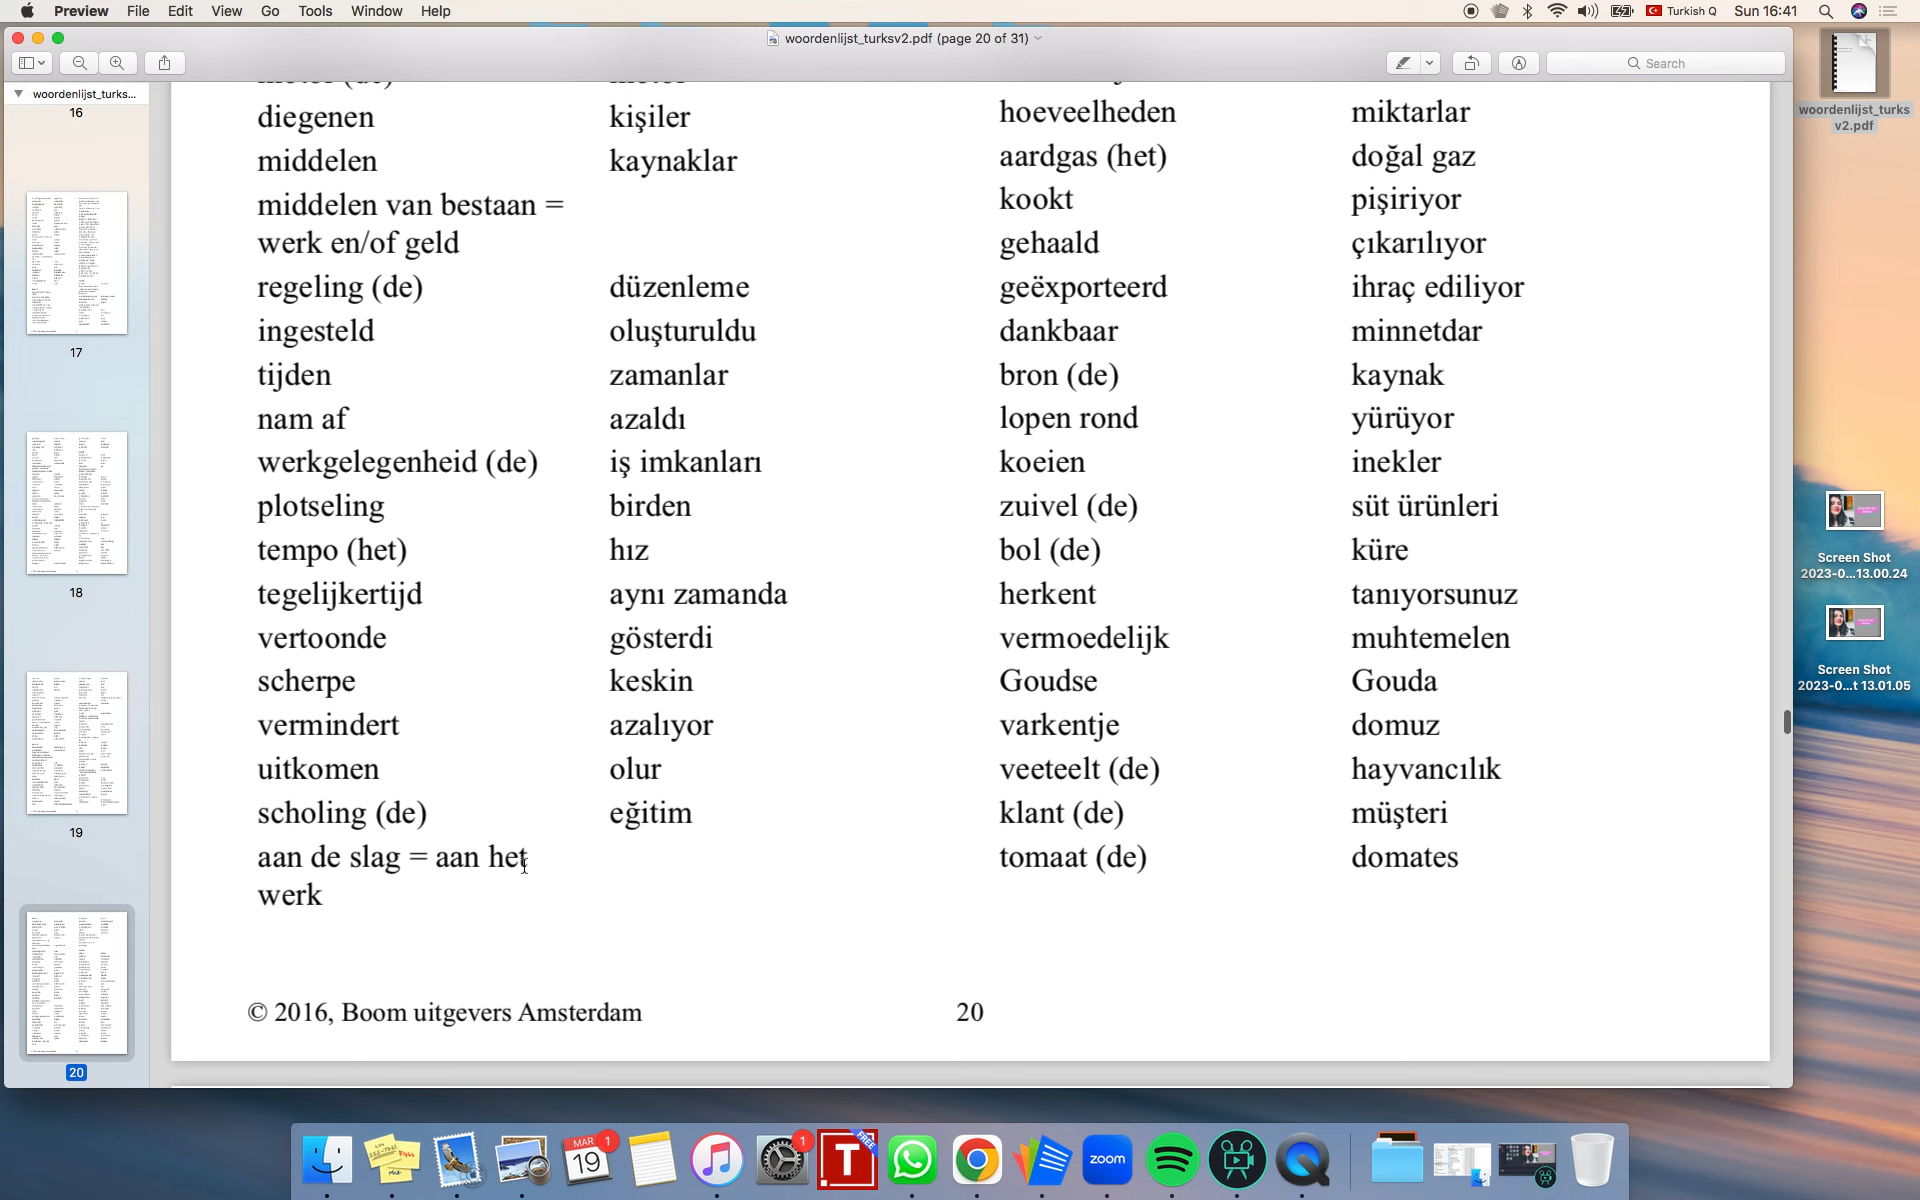 Preview File Edit View Go Tools Window Help
Turkish Q Sun 16:41
woordenlijst_turksv2.pdf (page 20 of 31)
Search
woordenlijst_turks...
16
17
18
19
20
diegenen kişiler
middelen kaynaklar
middelen van bestaan =
werk en/of geld
regeling (de) düzenleme
ingesteld oluşturuldu
tijden zamanlar
nam af azaldı
werkgelegenheid (de) iş imkanları
plotseling birden
tempo (het) hız
tegelijkertijd aynı zamanda
vertoonde gösterdi
scherpe keskin
vermindert azalıyor
uitkomen olur
scholing (de) eğitim
aan de slag = aan het
werk
hoeveelheden miktarlar
aardgas (het) doğal gaz
kookt pişiriyor
gehaald çıkarılıyor
geëxporteerd ihraç ediliyor
dankbaar minnetdar
bron (de) kaynak
lopen rond yürüyor
koeien inekler
zuivel (de) süt ürünleri
bol (de) küre
herkent tanıyorsunuz
vermoedelijk muhtemelen
Goudse Gouda
varkentje domuz
veeteelt (de) hayvancılık
klant (de) müşteri
tomaat (de) domates
© 2016, Boom uitgevers Amsterdam 20
woordenlijst_turks
v2.pdf
Screen Shot
2023-0...13.00.24
Screen Shot
2023-0...t 13.01.05
MAR
19
1
1
T
FREE
zoom